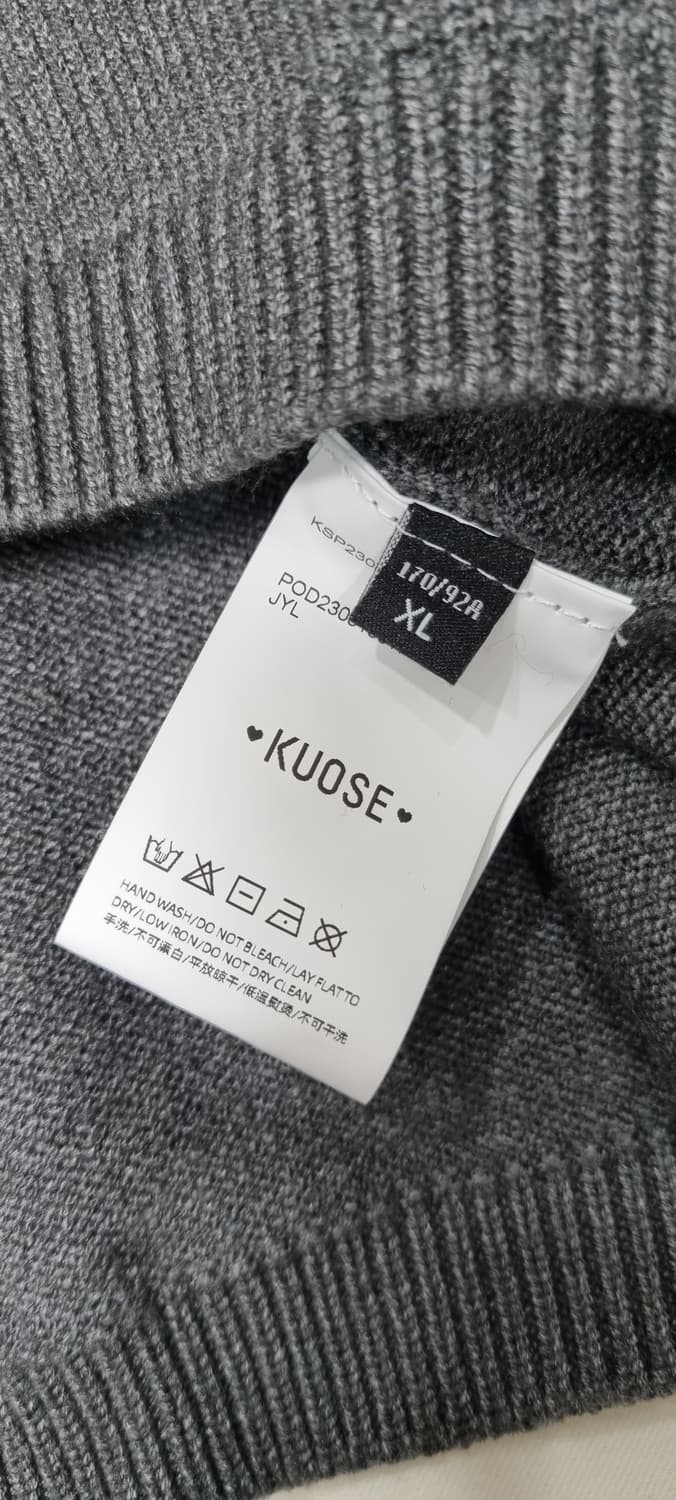 170/92A
XL
KSP230
POD230
JYL
KUOSE
HAND WASH/DO NOT BLEACH/LAY FLAT TO
DRY/LOW IRON/DO NOT DRY CLEAN
手洗/不可漂白/平放晾干/低温熨烫/不可干洗